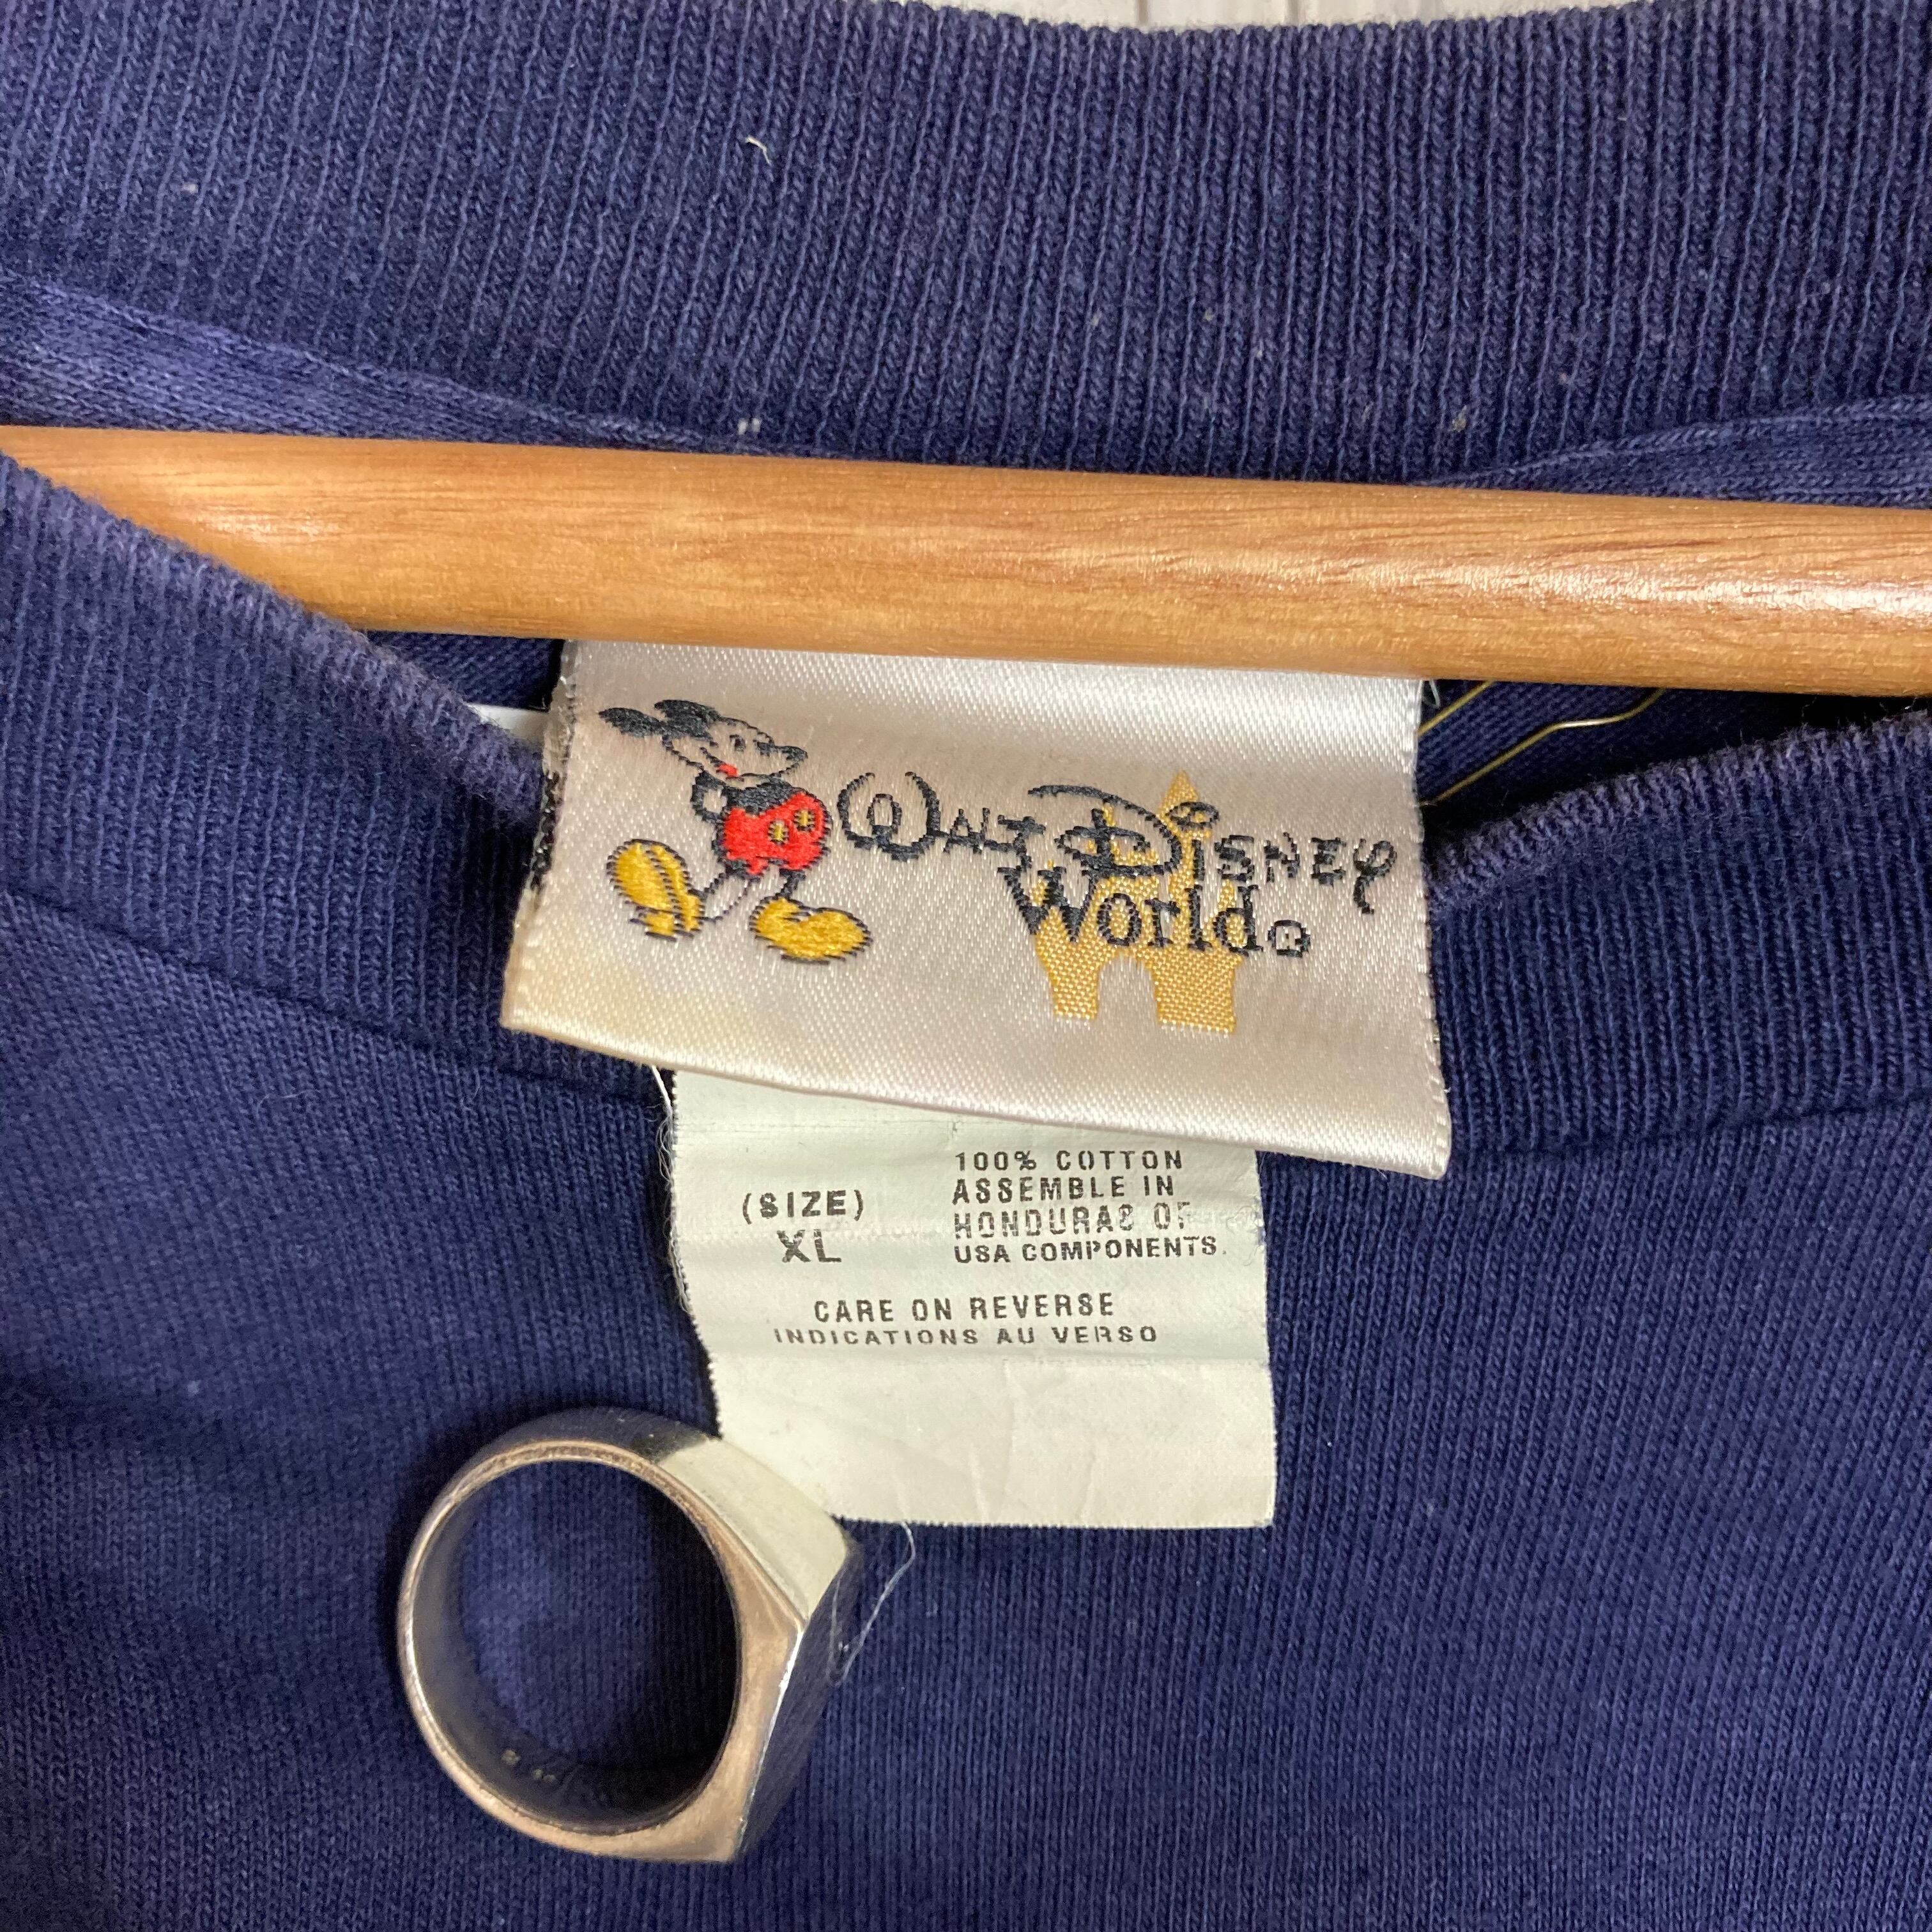 WALT DISNEY
World®
(SIZE)
XL
100% COTTON
ASSEMBLE IN
HONDURAS OF
USA COMPONENTS.
CARE ON REVERSE
INDICATIONS AU VERSO